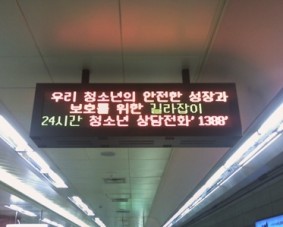 우리 청소년의 안전한 성장과
보호를 위한 길라잡이
24시간 청소년 상담전화'1388'